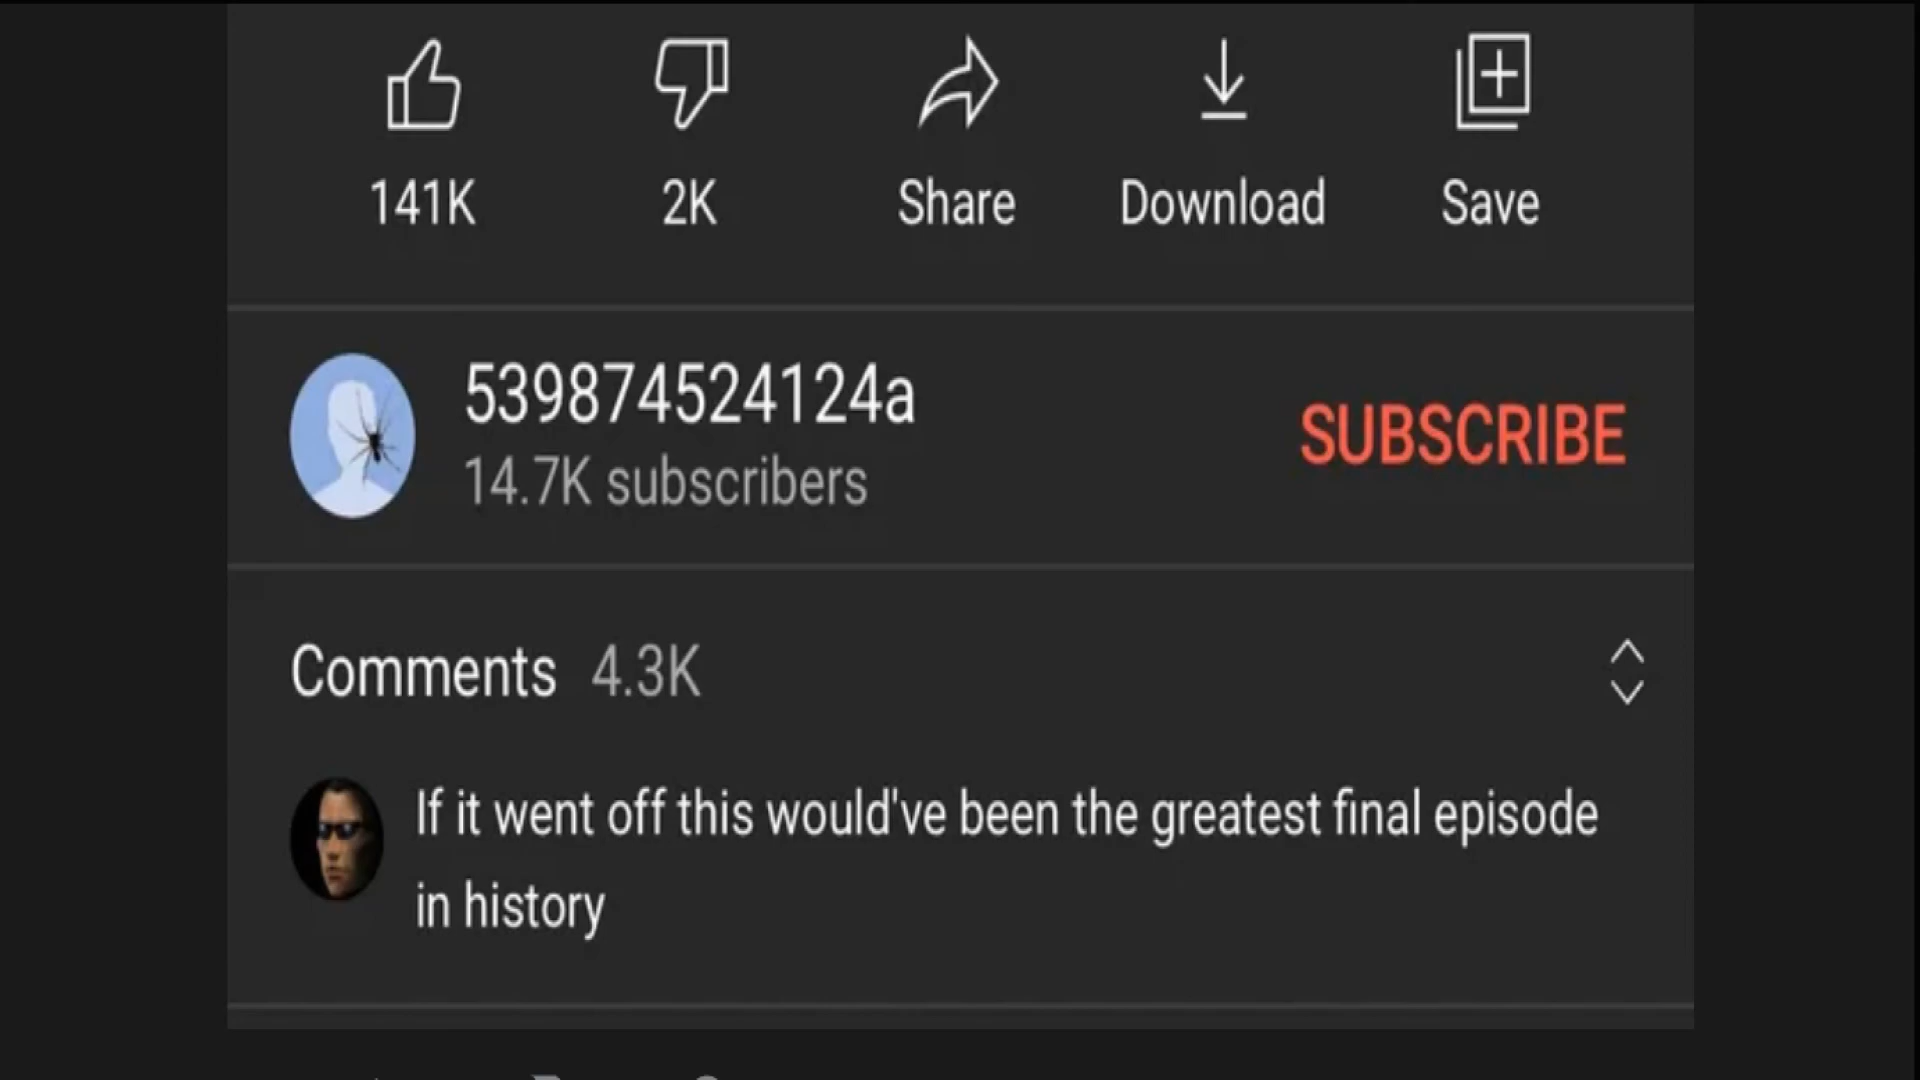 141K 2K Share Download Save
539874524124a
SUBSCRIBE
14.7K subscribers
Comments 4.3K
If it went off this would've been the greatest final episode
in history